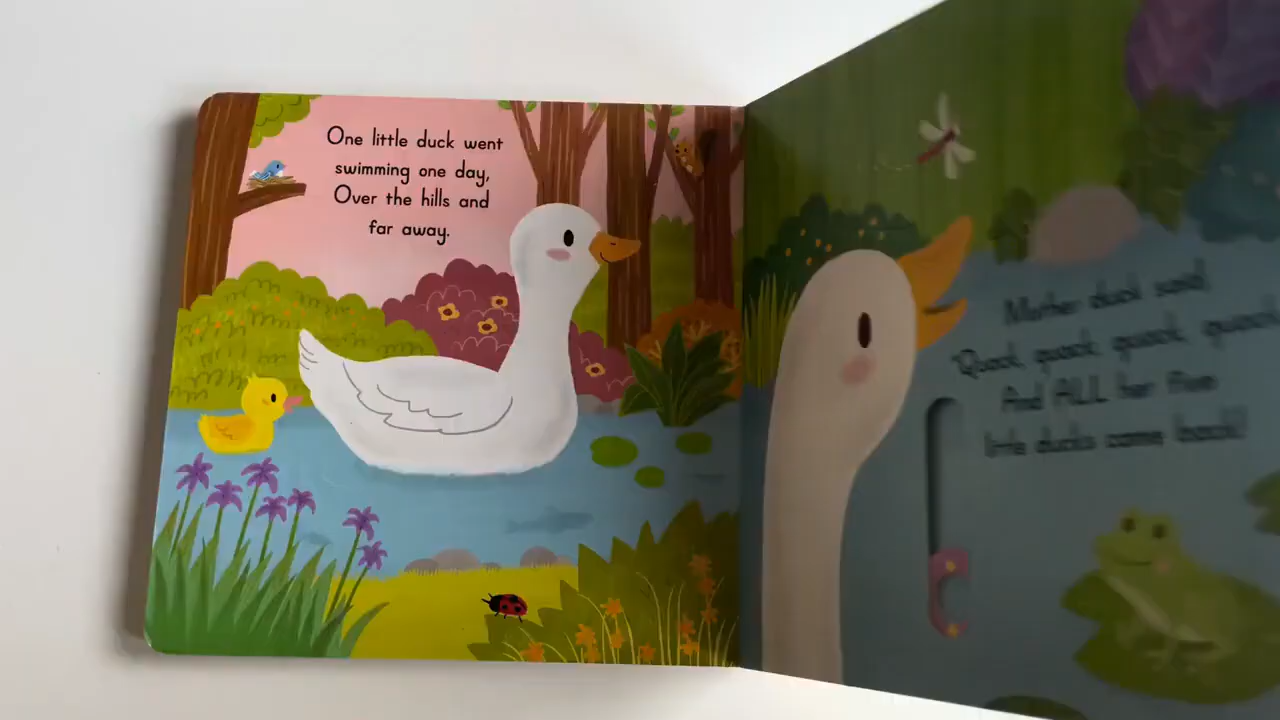 One little duck went
swimming one day,
Over the hills and
far away.
Mother duck said,
"Quack, quack, quack, quack."
And ALL her five
little ducks came back!